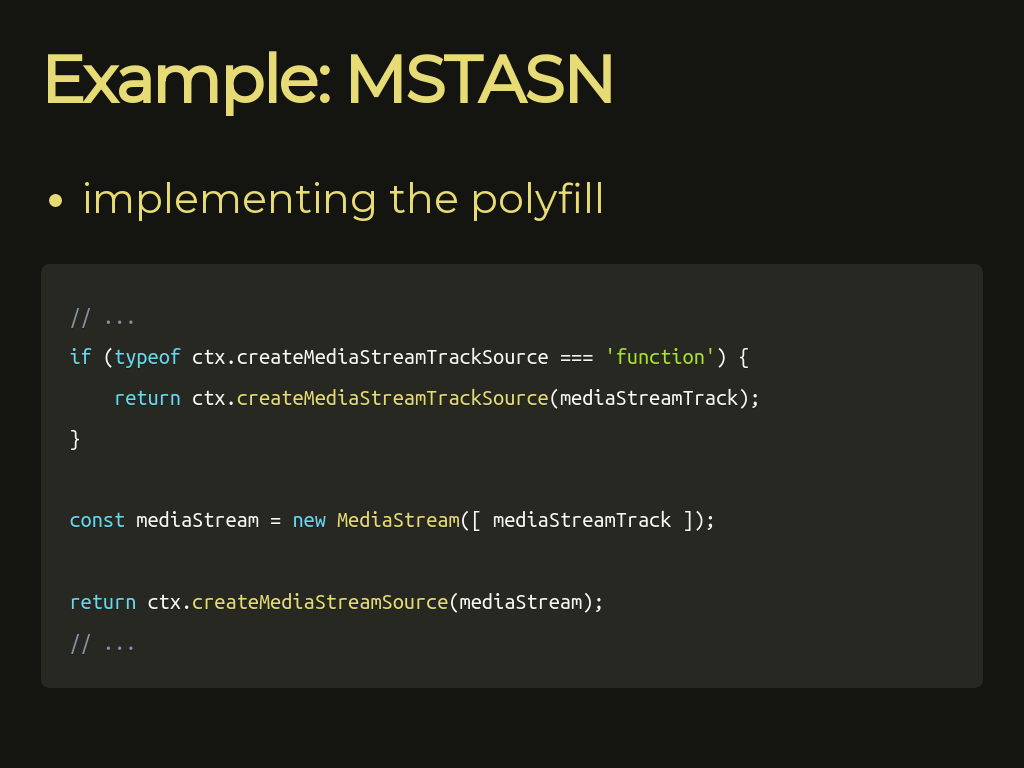 Example: MSTASN
• implementing the polyfill
// ...
if (typeof ctx.createMediaStreamTrackSource === 'function') {
    return ctx.createMediaStreamTrackSource(mediaStreamTrack);
}
const mediaStream = new MediaStream([ mediaStreamTrack ]);
return ctx.createMediaStreamSource(mediaStream);
// ...